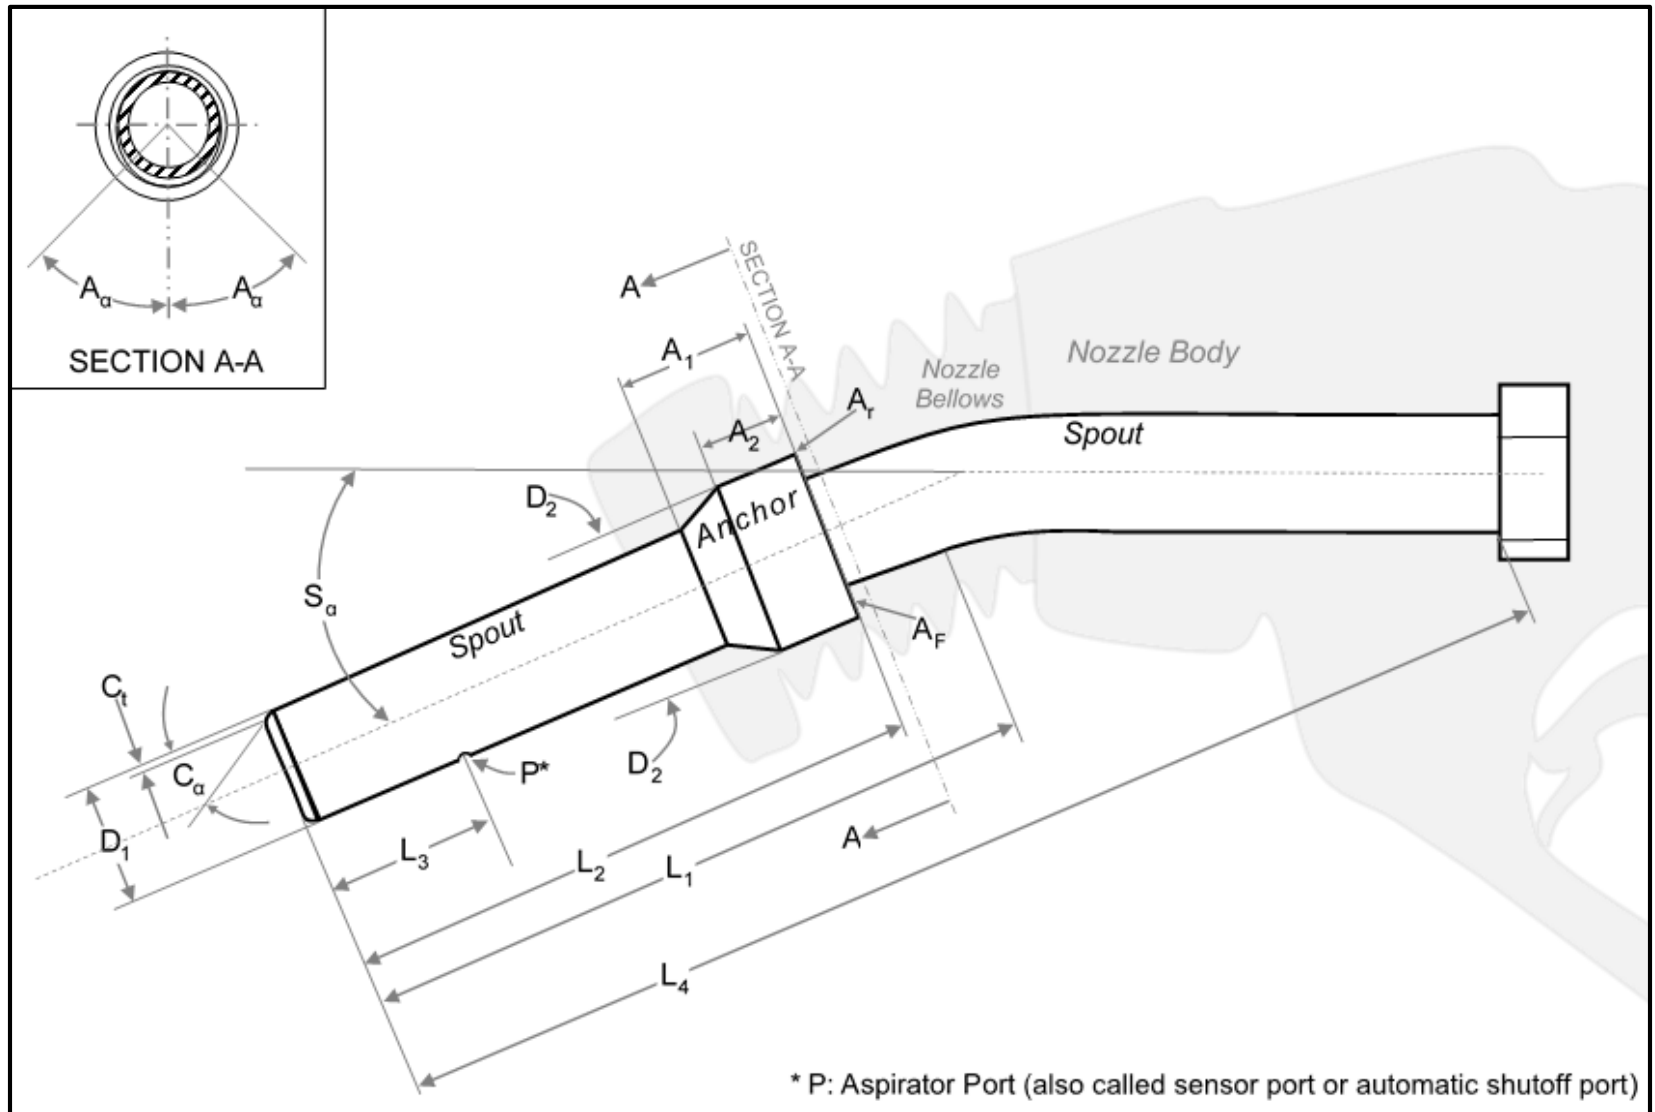 Aα
Aα
SECTION A-A
A
SECTION A-A
A₁
Nozzle Body
Nozzle
Bellows
Aᵣ
A₂
Spout
D₂
Anchor
Sα
Spout
A_F
Cₜ
D₂
P*
Cα
D₁
A
L₃
L₂
L₁
L₄
* P: Aspirator Port (also called sensor port or automatic shutoff port)